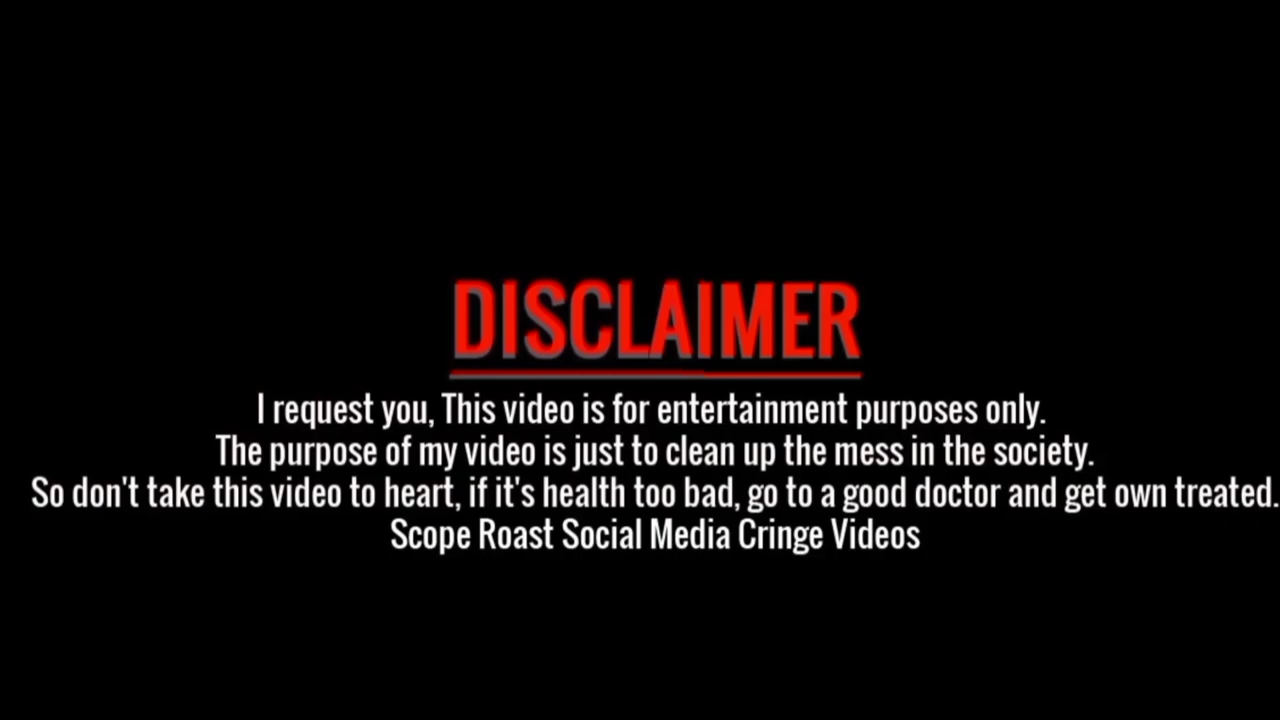 DISCLAIMER
I request you, This video is for entertainment purposes only.
The purpose of my video is just to clean up the mess in the society.
So don't take this video to heart, if it's health too bad, go to a good doctor and get own treated.
Scope Roast Social Media Cringe Videos